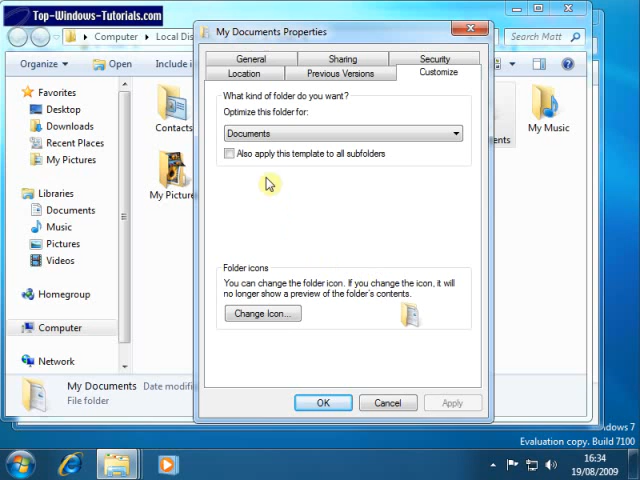 Top-Windows-Tutorials.com
My Documents Properties
Computer
Local Dis
Search Matt
Organize
Open
Include i
General
Sharing
Security
Location
Previous Versions
Customize
What kind of folder do you want?
Optimize this folder for:
Documents
Also apply this template to all subfolders
Folder icons
You can change the folder icon. If you change the icon, it will
no longer show a preview of the folder's contents.
Change Icon...
OK
Cancel
Apply
Favorites
Desktop
Downloads
Recent Places
My Pictures
Libraries
Documents
Music
Pictures
Videos
Homegroup
Computer
Network
Contacts
My Picture
ents
My Music
My Documents
Date modifi
File folder
ndows 7
Evaluation copy. Build 7100
16:34
19/08/2009